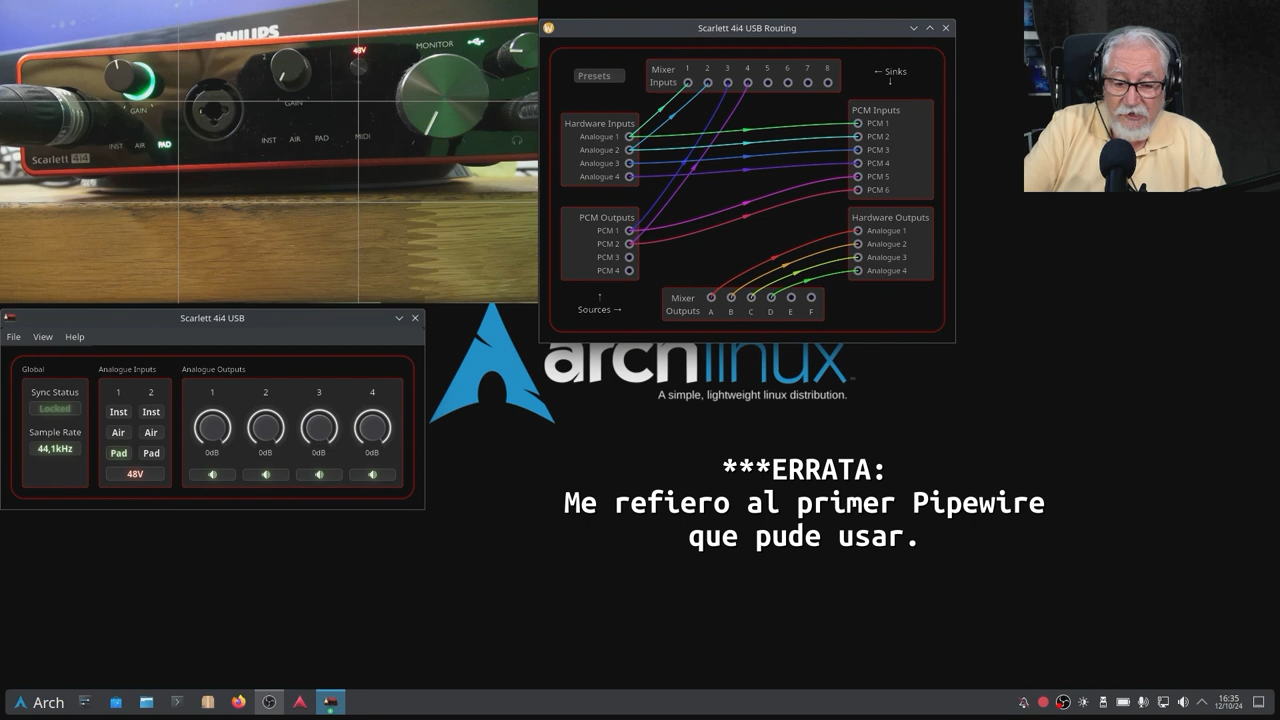 PHILIPS
48V
MONITOR
GAIN
GAIN
INST AIR PAD
INST AIR PAD
MIDI
Scarlett 4i4
Scarlett 4i4 USB Routing
Presets
Mixer
Inputs
1 2 3 4 5 6 7 8
← Sinks
↓
Hardware Inputs
Analogue 1
Analogue 2
Analogue 3
Analogue 4
PCM Inputs
PCM 1
PCM 2
PCM 3
PCM 4
PCM 5
PCM 6
PCM Outputs
PCM 1
PCM 2
PCM 3
PCM 4
Hardware Outputs
Analogue 1
Analogue 2
Analogue 3
Analogue 4
↑
Sources →
Mixer
Outputs
A B C D E F
Scarlett 4i4 USB
File View Help
Global
Sync Status
Locked
Sample Rate
44,1kHz
Analogue Inputs
1 2
Inst Inst
Air Air
Pad Pad
48V
Analogue Outputs
1 2 3 4
0dB 0dB 0dB 0dB
archlinux
A simple, lightweight linux distribution.
***ERRATA:
Me refiero al primer Pipewire
que pude usar.
Arch
16:35
12/10/24